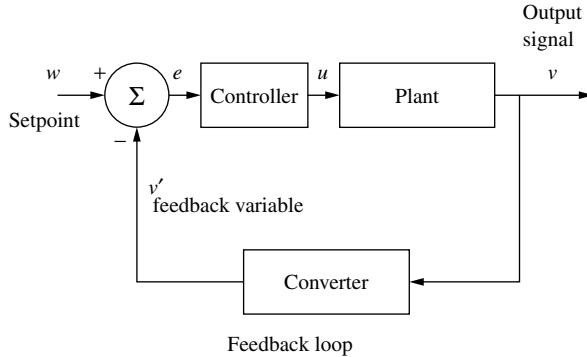 Output
signal
w + e u v
Σ Controller Plant
Setpoint
−
v′
feedback variable
Converter
Feedback loop